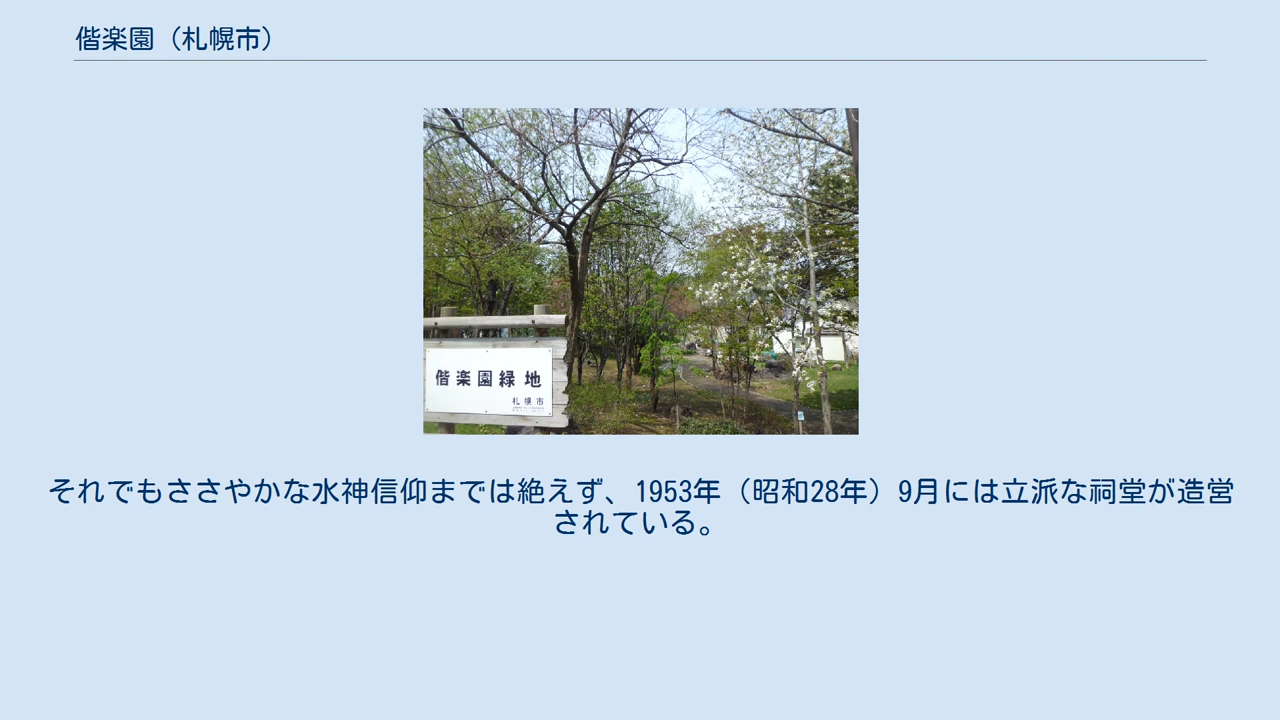 偕楽園（札幌市）
偕楽園緑地
札幌市
それでもささやかな水神信仰までは絶えず、1953年（昭和28年）9月には立派な祠堂が造営
されている。